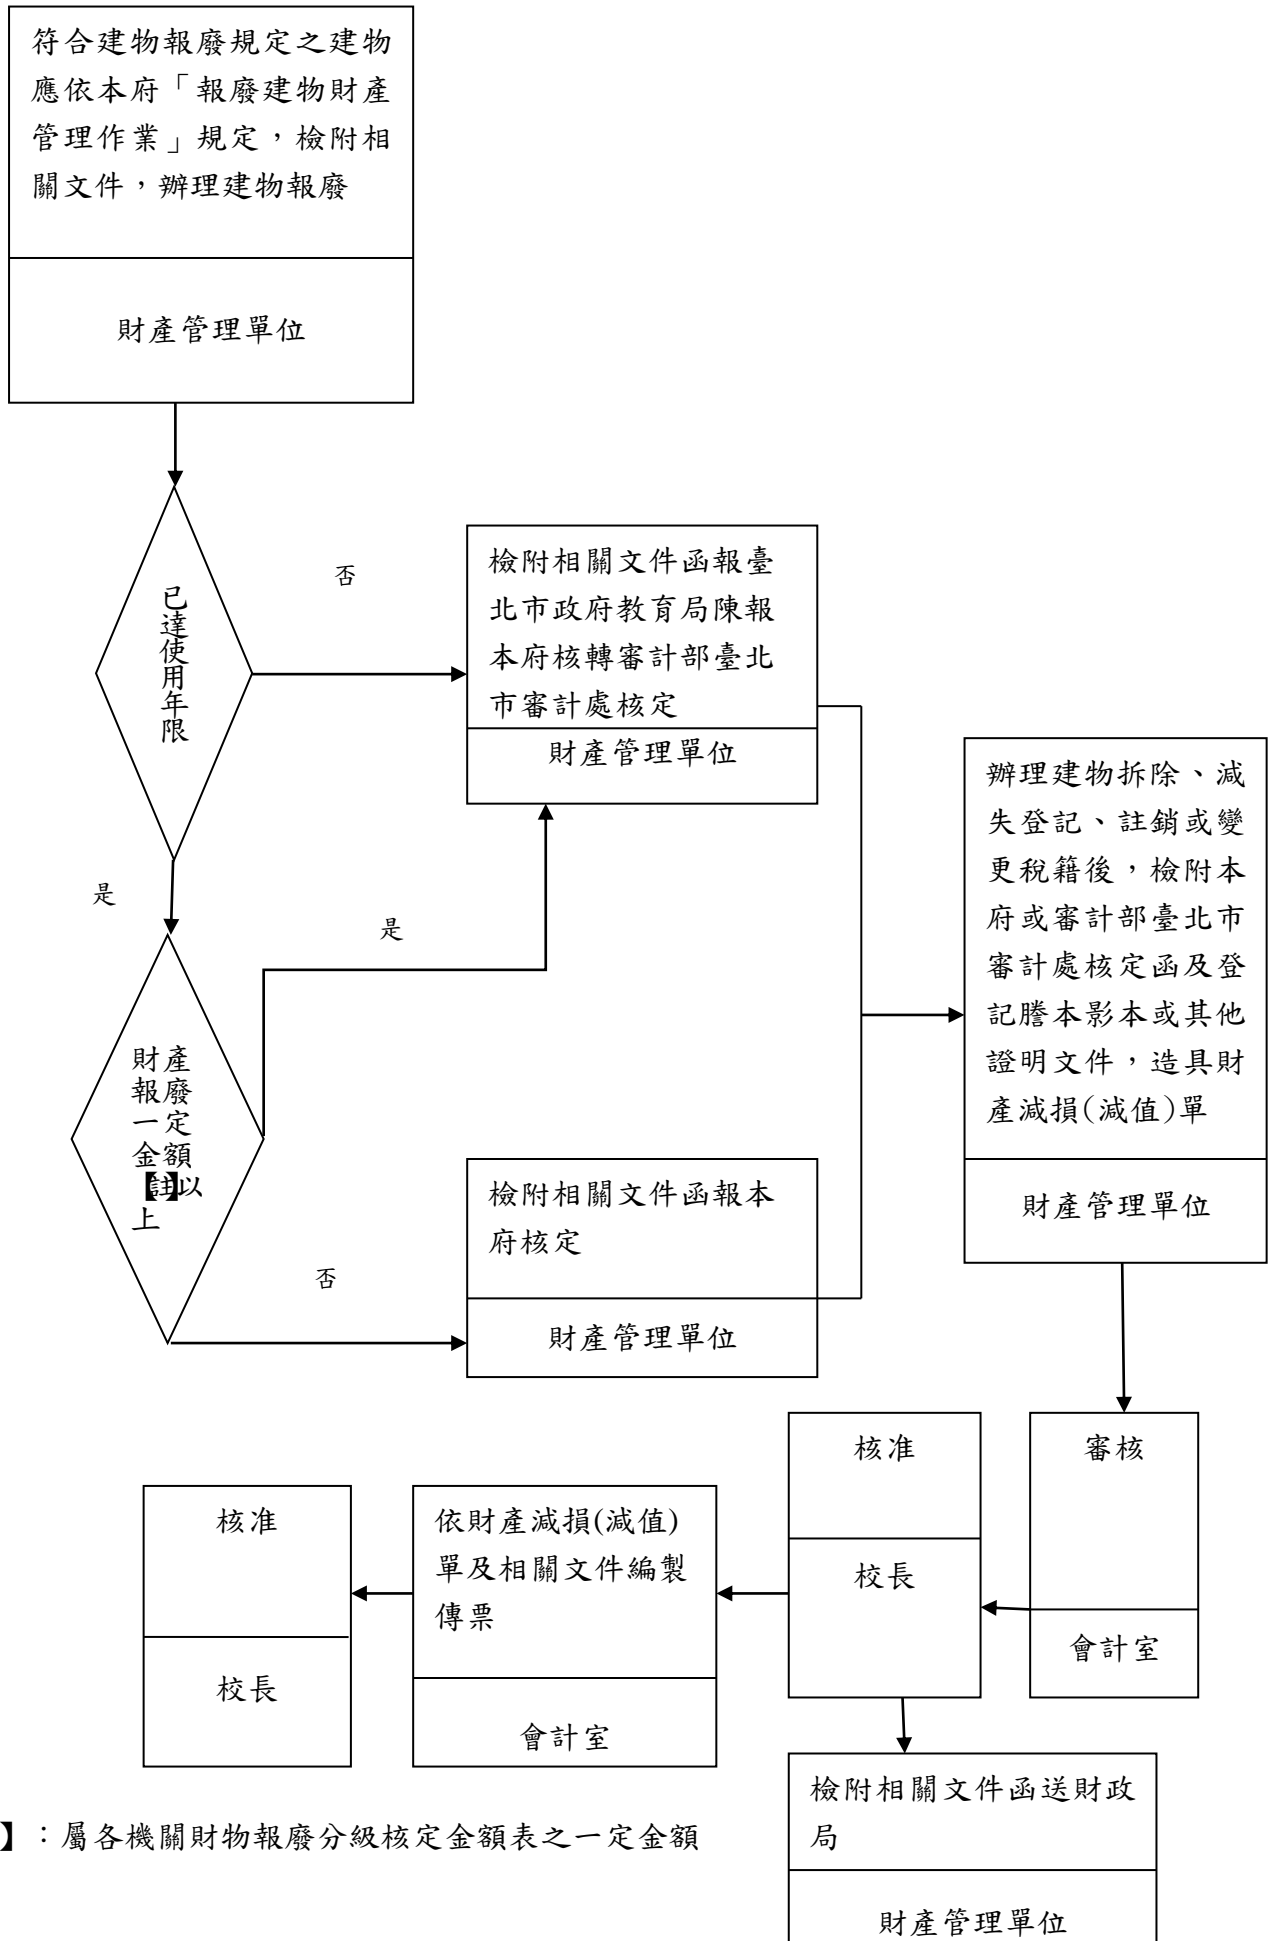 符合建物報廢規定之建物
應依本府「報廢建物財產
管理作業」規定，檢附相
關文件，辦理建物報廢
財產管理單位
已達使用年限
否
檢附相關文件函報臺
北市政府教育局陳報
本府核轉審計部臺北
市審計處核定
財產管理單位
是
是
財產
報廢
一定
金額
【註】以
上
否
檢附相關文件函報本
府核定
財產管理單位
辦理建物拆除、滅
失登記、註銷或變
更稅籍後，檢附本
府或審計部臺北市
審計處核定函及登
記謄本影本或其他
證明文件，造具財
產減損(減值)單
財產管理單位
審核
會計室
核准
校長
依財產減損(減值)
單及相關文件編製
傳票
會計室
核准
校長
檢附相關文件函送財政
局
財產管理單位
】：屬各機關財物報廢分級核定金額表之一定金額